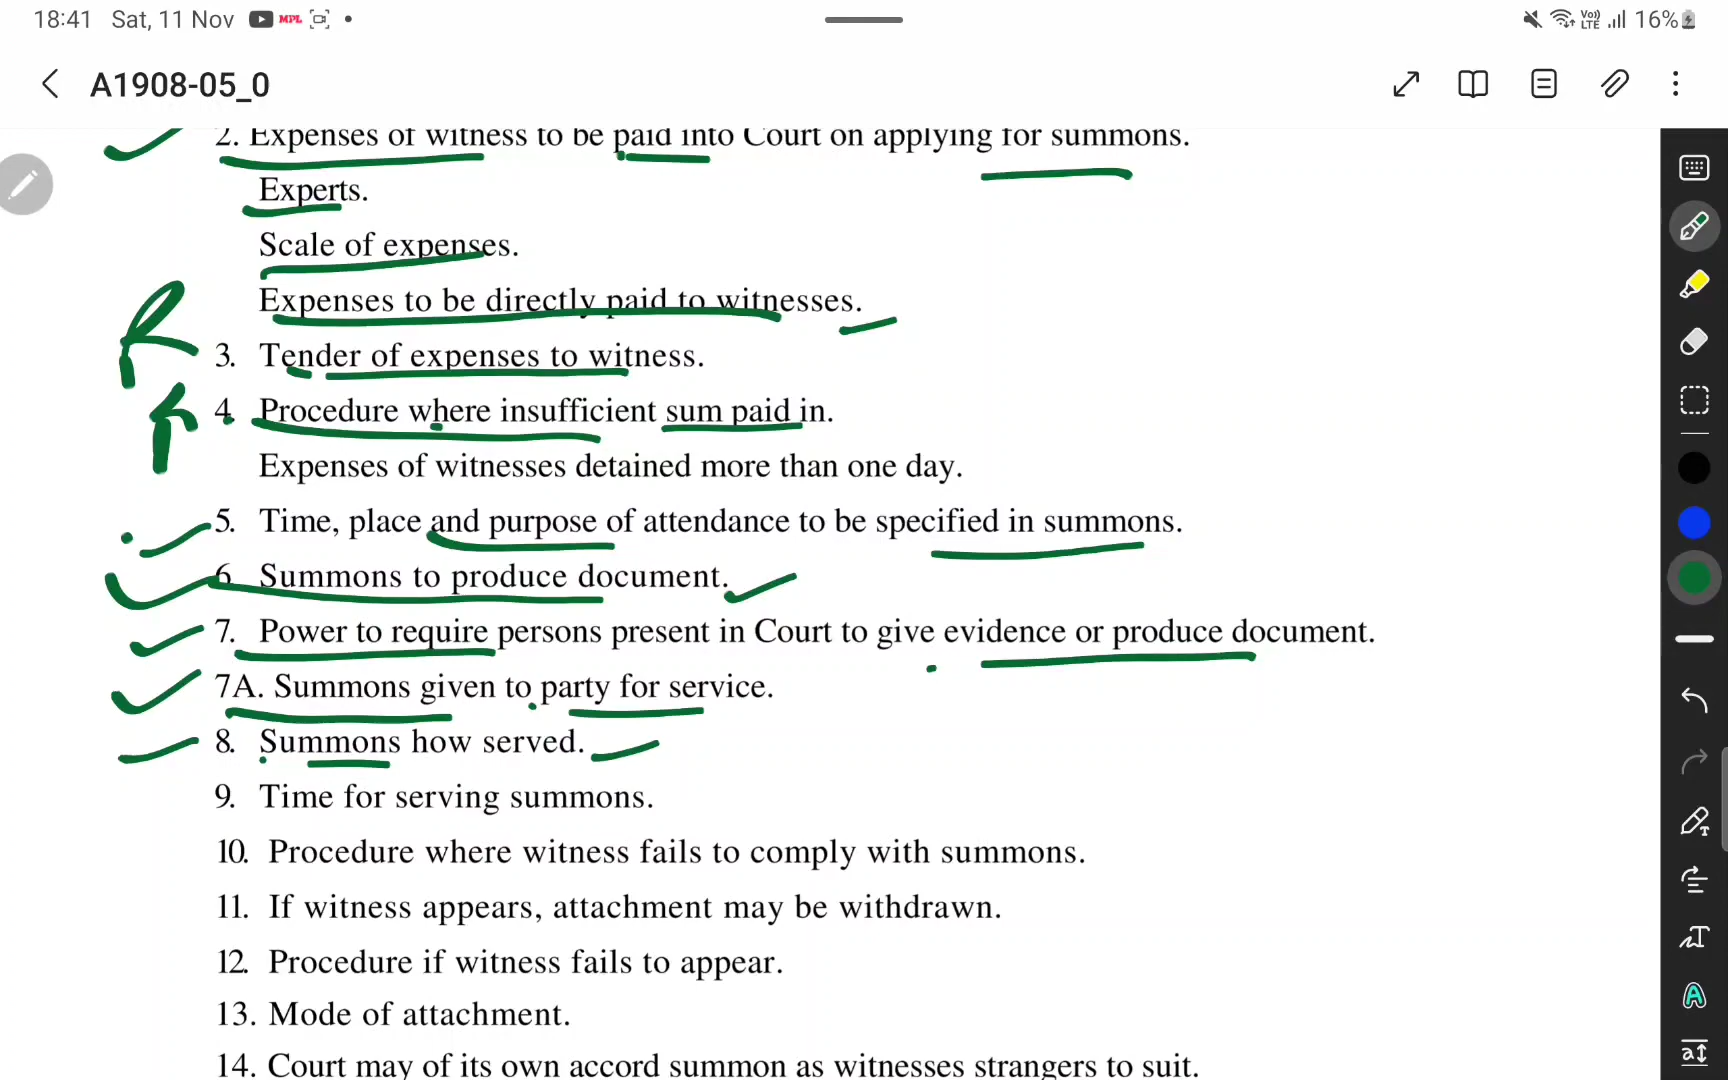 18:41 Sat, 11 Nov MPL Vo)) LTE 16%
A1908-05_0
2. Expenses of witness to be paid into Court on applying for summons.
Experts.
Scale of expenses.
Expenses to be directly paid to witnesses.
3. Tender of expenses to witness.
4. Procedure where insufficient sum paid in.
Expenses of witnesses detained more than one day.
5. Time, place and purpose of attendance to be specified in summons.
6. Summons to produce document.
7. Power to require persons present in Court to give evidence or produce document.
7A. Summons given to party for service.
8. Summons how served.
9. Time for serving summons.
10. Procedure where witness fails to comply with summons.
11. If witness appears, attachment may be withdrawn.
12. Procedure if witness fails to appear.
13. Mode of attachment.
14. Court may of its own accord summon as witnesses strangers to suit.